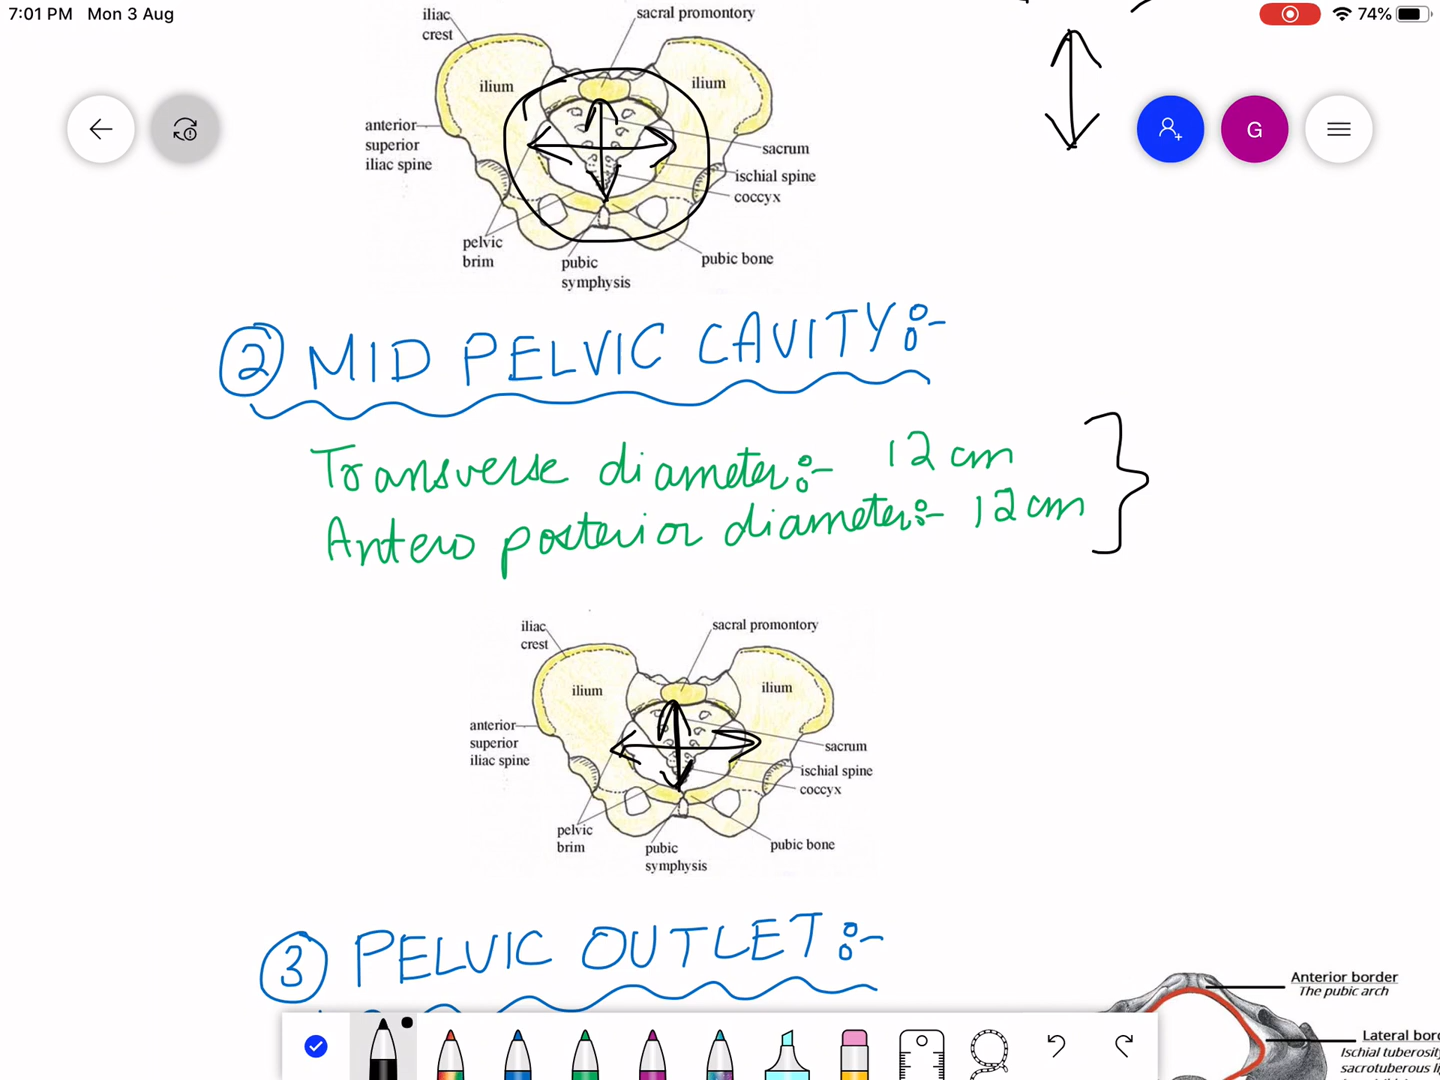 7:01 PM Mon 3 Aug
74%
iliac
crest
sacral promontory
ilium
ilium
anterior
superior
iliac spine
sacrum
ischial spine
coccyx
pelvic
brim
pubic
symphysis
pubic bone
G
② MID PELVIC CAVITY:-
Transverse diameter:- 12 cm
Antero posterior diameter:- 12 cm
iliac
crest
sacral promontory
ilium
ilium
anterior
superior
iliac spine
sacrum
ischial spine
coccyx
pelvic
brim
pubic
symphysis
pubic bone
③ PELVIC OUTLET:-
Anterior border
The pubic arch
Lateral bor
Ischial tuberosit
sacrotuberous li